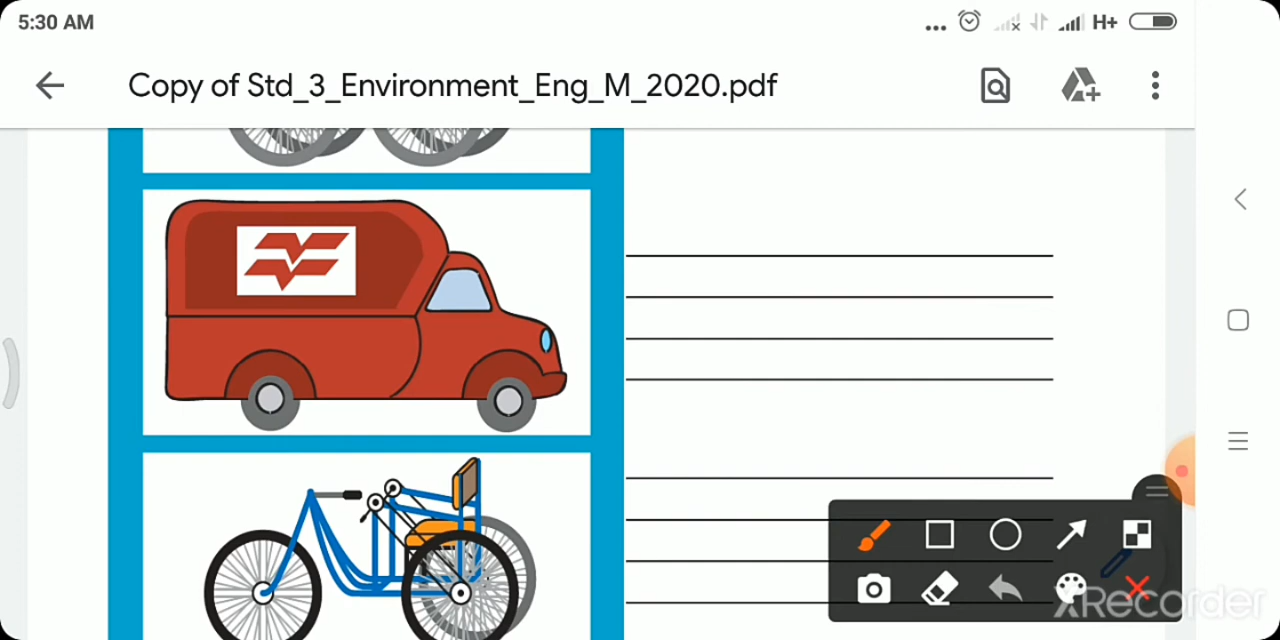 5:30 AM
H+
Copy of Std_3_Environment_Eng_M_2020.pdf
XRecorder